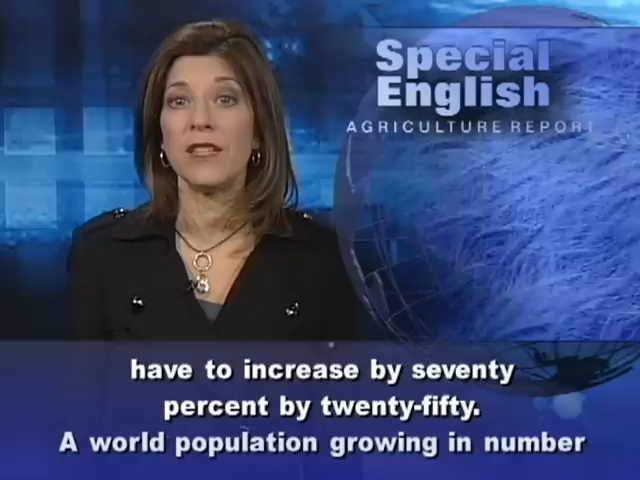 Special
English
AGRICULTURE REPORT
have to increase by seventy
percent by twenty-fifty.
A world population growing in number